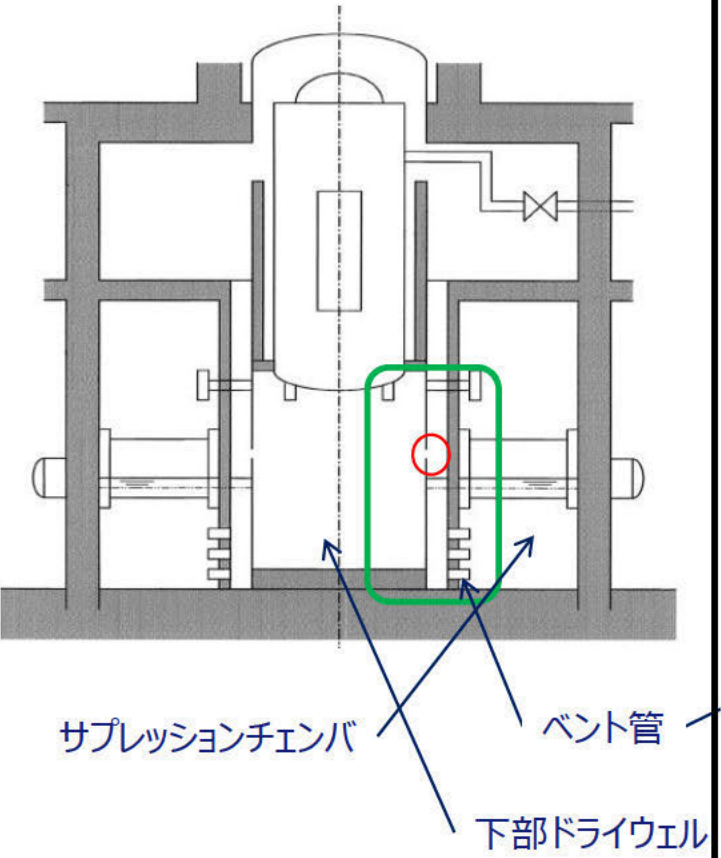 サプレッションチェンバ
ベント管
下部ドライウェル